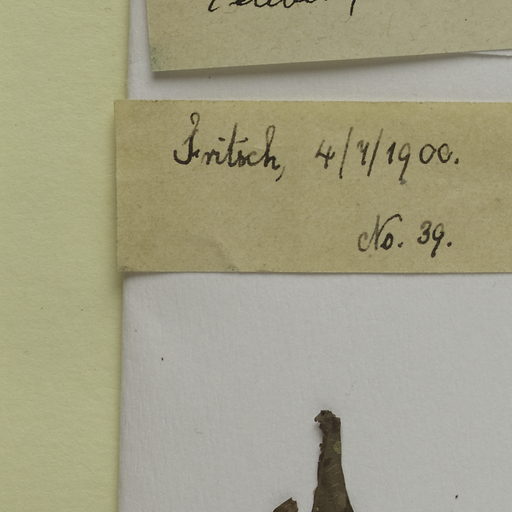 Fritsch, 4/7/1900.
No. 39.